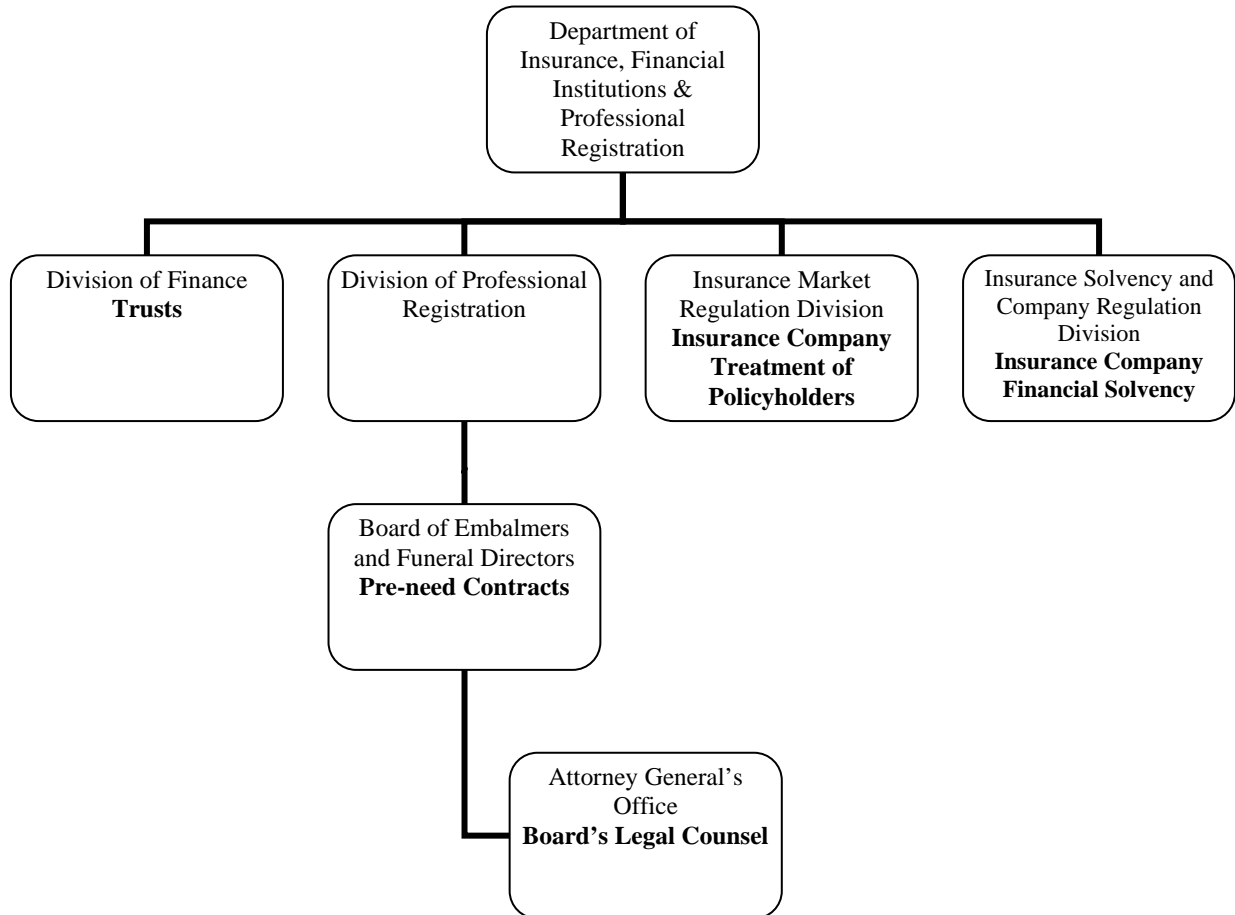 Department of
Insurance, Financial
Institutions &
Professional
Registration
Division of Finance
Trusts
Division of Professional
Registration
Insurance Market
Regulation Division
Insurance Company
Treatment of
Policyholders
Insurance Solvency and
Company Regulation
Division
Insurance Company
Financial Solvency
Board of Embalmers
and Funeral Directors
Pre-need Contracts
Attorney General’s
Office
Board’s Legal Counsel